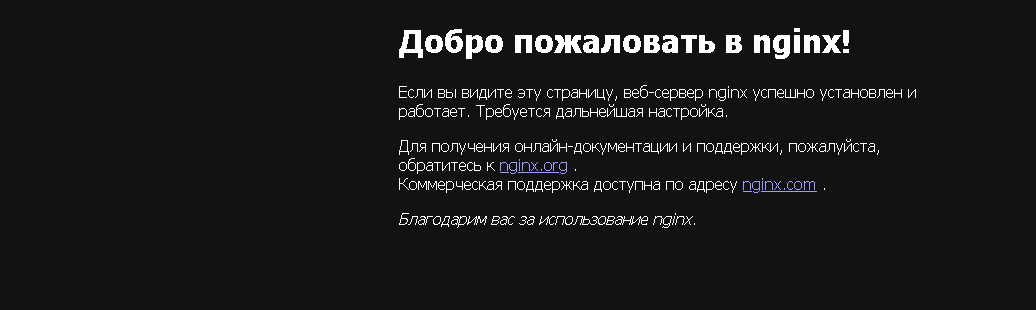 Добро пожаловать в nginx!
Если вы видите эту страницу, веб-сервер nginx успешно установлен и
работает. Требуется дальнейшая настройка.
Для получения онлайн-документации и поддержки, пожалуйста,
обратитесь к nginx.org .
Коммерческая поддержка доступна по адресу nginx.com .
Благодарим вас за использование nginx.